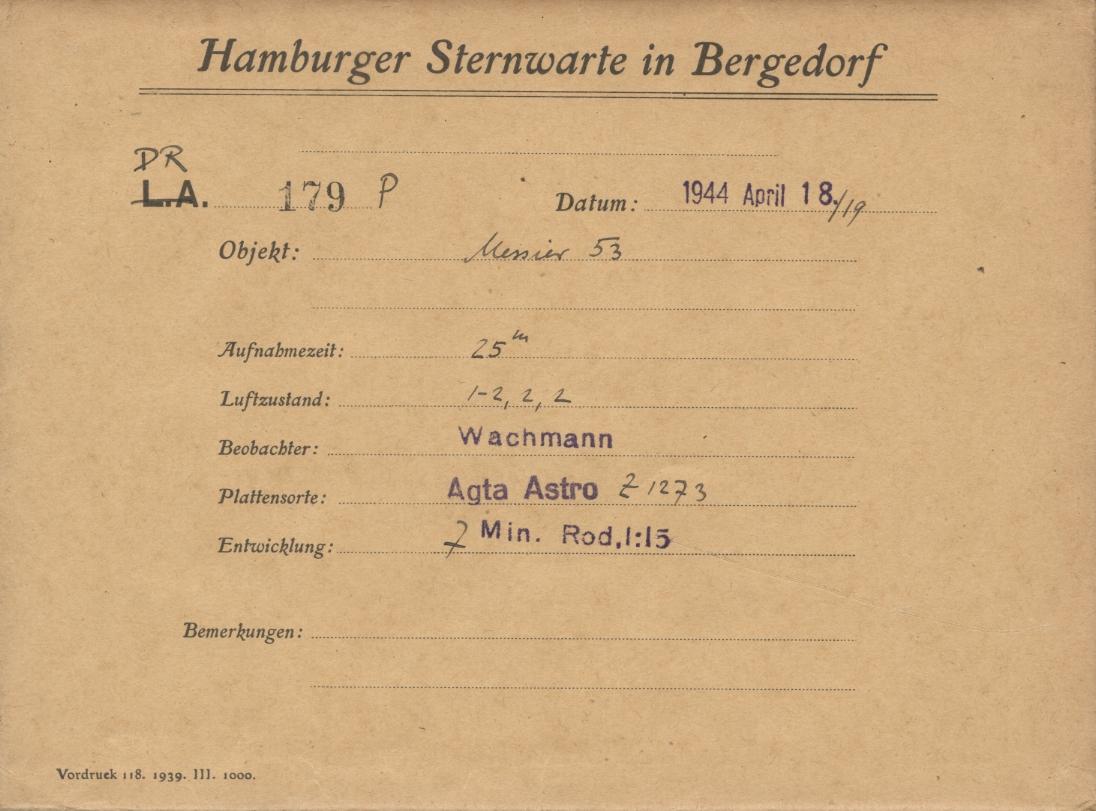 Hamburger Sternwarte in Bergedorf
DR
L.A. 179 P Datum: 1944 April 18./19
Objekt: Messier 53
Aufnahmezeit: 25m
Luftzustand: 1-2, 2, 2
Beobachter: Wachmann
Plattensorte: Agfa Astro Z 1273
Entwicklung: 7 Min. Rod,1:15
Bemerkungen:
Vordruck 118. 1939. III. 1000.